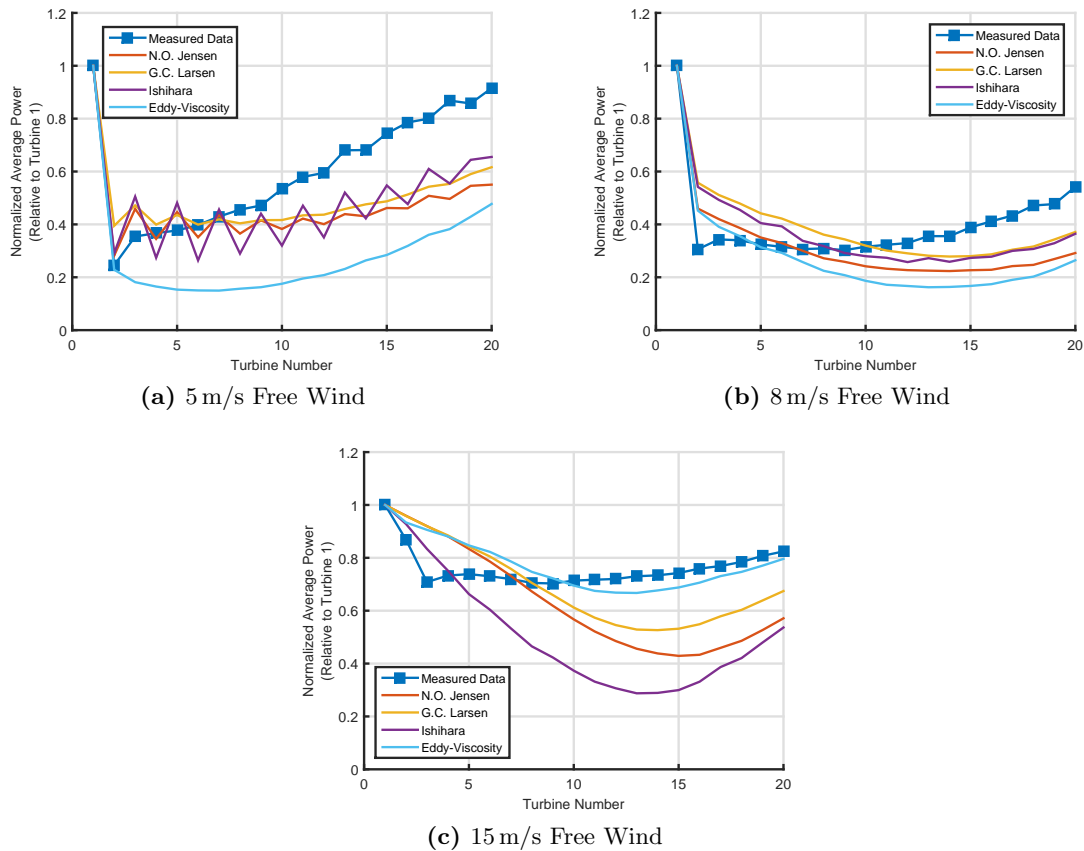 Normalized Average Power
(Relative to Turbine 1)
1.2
1
0.8
0.6
0.4
0.2
0
Measured Data
N.O. Jensen
G.C. Larsen
Ishihara
Eddy-Viscosity
0 5 10 15 20
Turbine Number
(a) 5 m/s Free Wind
Normalized Average Power
(Relative to Turbine 1)
1.2
1
0.8
0.6
0.4
0.2
0
Measured Data
N.O. Jensen
G.C. Larsen
Ishihara
Eddy-Viscosity
0 5 10 15 20
Turbine Number
(b) 8 m/s Free Wind
Normalized Average Power
(Relative to Turbine 1)
1.2
1
0.8
0.6
0.4
0.2
0
Measured Data
N.O. Jensen
G.C. Larsen
Ishihara
Eddy-Viscosity
0 5 10 15 20
Turbine Number
(c) 15 m/s Free Wind